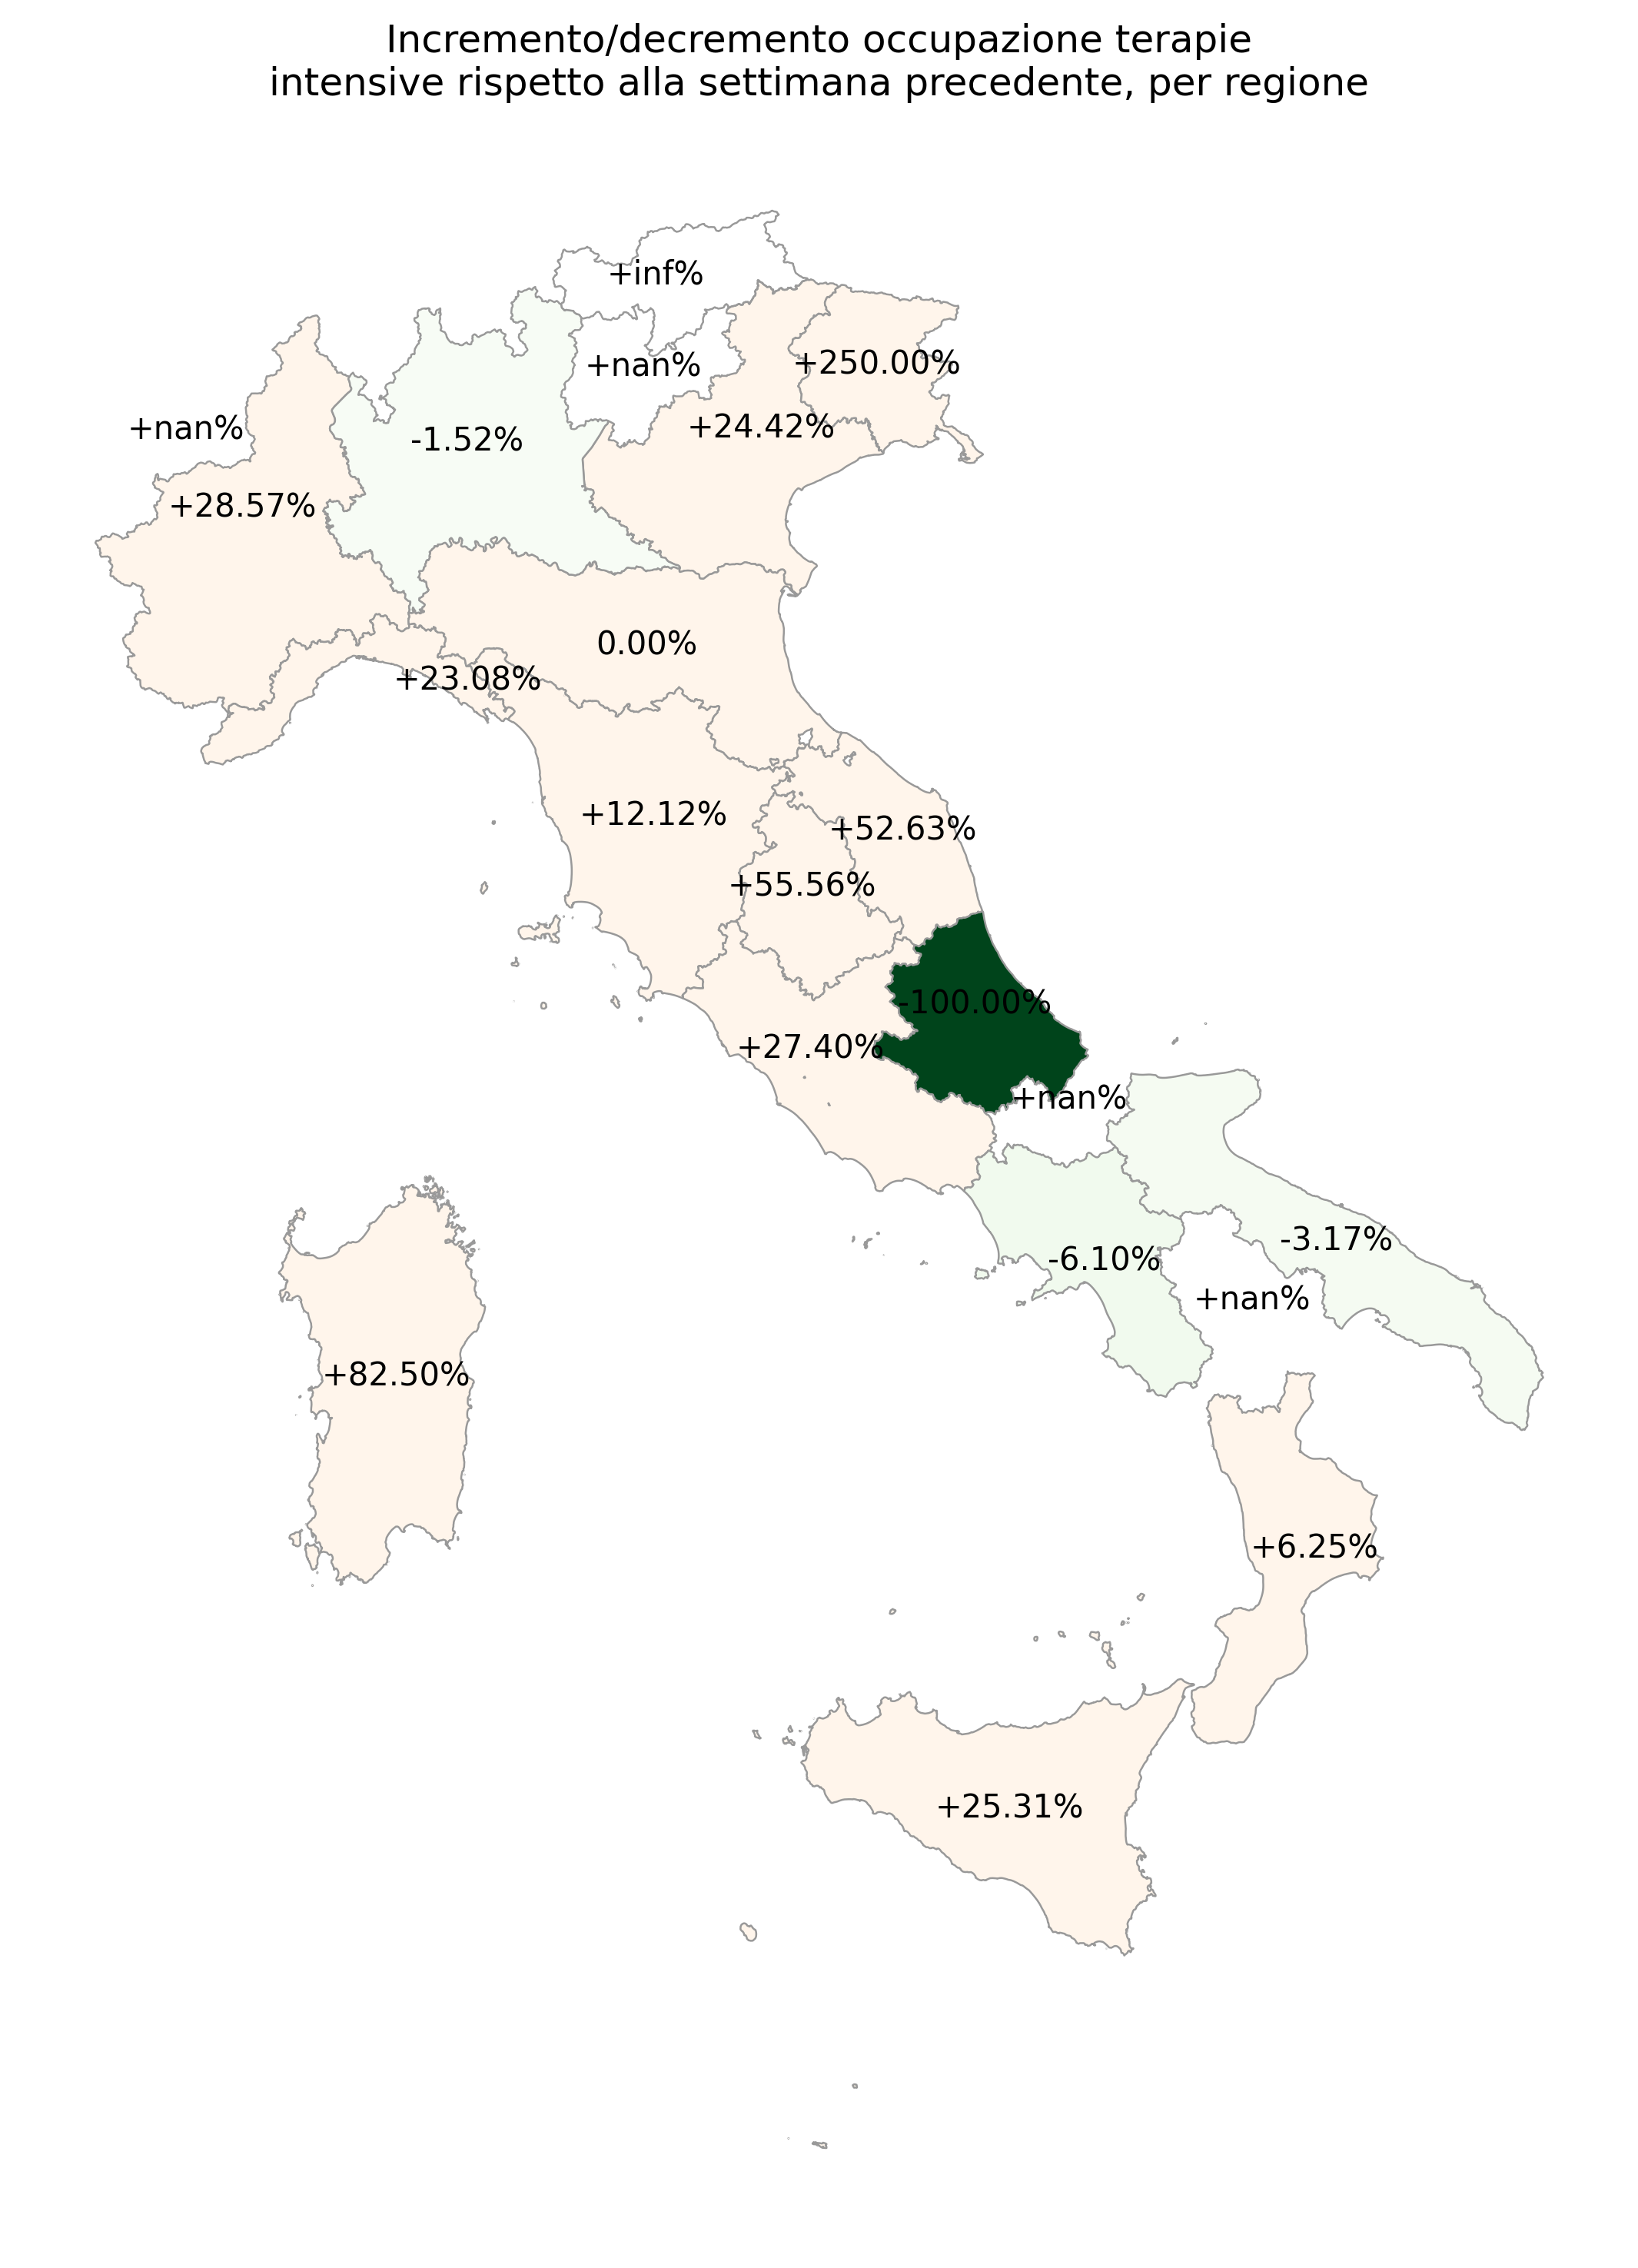 Incremento/decremento occupazione terapie
intensive rispetto alla settimana precedente, per regione
+inf%
+nan%
+250.00%
+24.42%
+nan%
-1.52%
+28.57%
0.00%
+23.08%
+12.12%
+52.63%
+55.56%
-100.00%
+27.40%
+nan%
-3.17%
-6.10%
+nan%
+82.50%
+6.25%
+25.31%